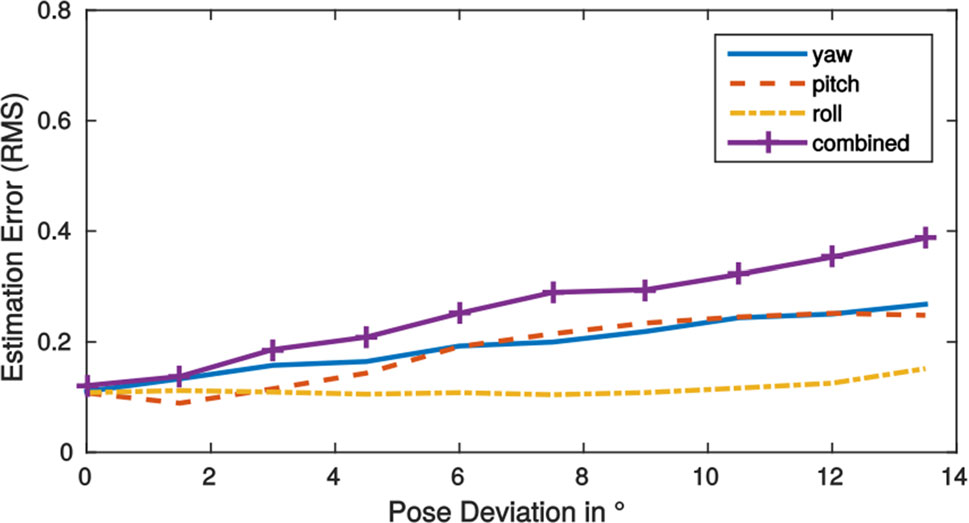 0.8
0.6
0.4
0.2
0
Estimation Error (RMS)
yaw
pitch
roll
combined
0 2 4 6 8 10 12 14
Pose Deviation in °